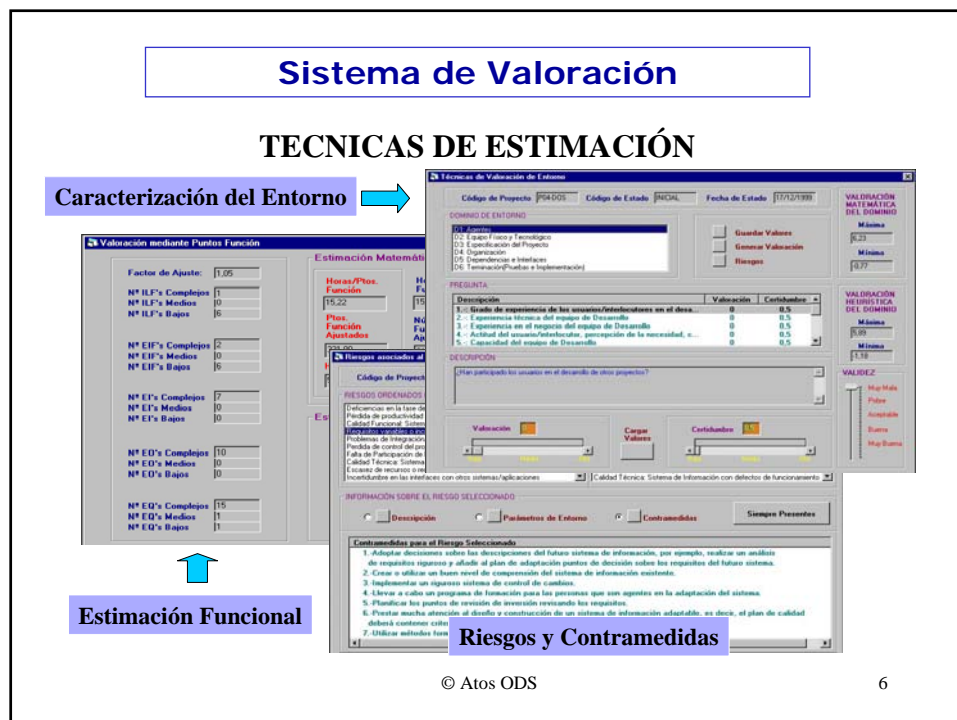 Sistema de Valoración
TECNICAS DE ESTIMACIÓN
Caracterización del Entorno
Técnicas de Valoración de Entorno
Código de Proyecto P04-DOS Código de Estado INICIAL Fecha de Estado 17/12/1999
DOMINIO DE ENTORNO
D1: Agentes
D2: Equipo Físico y Tecnológico
D3: Especificación del Proyecto
D4: Organización
D5: Dependencias e Interfaces
D6: Terminación(Pruebas e Implementación)
Guardar Valores
Generar Valoración
Riesgos
VALORACIÓN
MATEMÁTICA
DEL DOMINIO
Máxima
6,23
Mínima
-0,77
PREGUNTA
Descripción Valoración Certidumbre
1.-: Grado de experiencia de los usuarios/interlocutores en el desa... 0 0,5
2.-: Experiencia técnica del equipo de Desarrollo 0 0,5
3.-: Experiencia en el negocio del equipo de Desarrollo 0 0,5
4.-: Actitud del usuario/interlocutor, percepción de la necesidad, c... 0 0,5
5.-: Capacidad del equipo de Desarrollo 0 0,5
VALORACIÓN
HEURÍSTICA
DEL DOMINIO
Máxima
5,89
Mínima
-1,18
DESCRIPCIÓN
¿Han participado los usuarios en el desarrollo de otros proyectos?
VALIDEZ
Muy Mala
Pobre
Aceptable
Buena
Muy Buena
Valoración
Cargar
Valores
Certidumbre 0,5
Valoración mediante Puntos Función
Factor de Ajuste: 1,05
Nº ILF's Complejos 1
Nº ILF's Medios 0
Nº ILF's Bajos 6
Nº EIF's Complejos 2
Nº EIF's Medios 0
Nº EIF's Bajos 6
Nº EI's Complejos 7
Nº EI's Medios 0
Nº EI's Bajos 0
Nº EO's Complejos 10
Nº EO's Medios 0
Nº EO's Bajos 0
Nº EQ's Complejos 15
Nº EQ's Medios 1
Nº EQ's Bajos 1
Estimación Matemáti
Horas/Ptos.
Función
15,22
Ptos.
Función
Ajustados
Riesgos asociados al
Código de Proyect
RIESGOS ORDENADOS
Deficiencias en la fase de
Pérdida de productividad
Calidad Funcional: Sistem
Requisitos variables o inc
Problemas de Integración
Perdida de control del pro
Falta de Participación de
Calidad Técnica: Sistema
Escasez de recursos o re
Incertidumbre en las interfaces con otros sistemas/aplicaciones
Calidad Técnica: Sistema de Información con defectos de funcionamiento
INFORMACIÓN SOBRE EL RIESGO SELECCIONADO
Descripción Parámetros de Entorno Contramedidas Siempre Presentes
Contramedidas para el Riesgo Seleccionado
1.-Adoptar decisiones sobre las descripciones del futuro sistema de información, por ejemplo, realizar un análisis
de requisitos riguroso y añadir al plan de adaptación puntos de decisión sobre los requisitos del futuro sistema.
2.-Crear o utilizar un buen nivel de comprensión del sistema de información existente.
3.-Implementar un riguroso sistema de control de cambios.
4.-Llevar a cabo un programa de formación para las personas que son agentes en la adaptación del sistema.
5.-Planificar los puntos de revisión de inversión revisando los requisitos.
6.-Prestar mucha atención al diseño y construcción de un sistema de información adaptable, es decir, el plan de calidad
deberá contener crite
7.-Utilizar métodos form
Estimación Funcional
Riesgos y Contramedidas
© Atos ODS
6